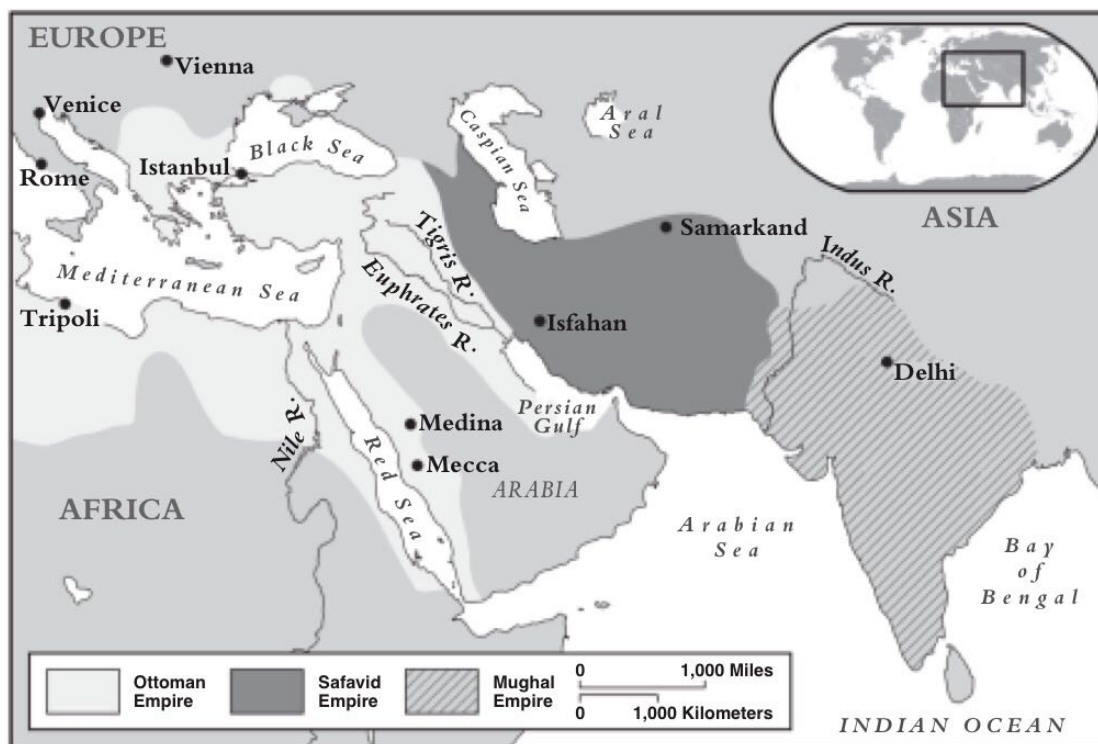 EUROPE
Vienna
Venice
Rome
Istanbul
Black Sea
Caspian Sea
Aral
Sea
ASIA
Samarkand
Tigris R.
Euphrates R.
Indus R.
Mediterranean Sea
Tripoli
Isfahan
Delhi
Persian
Gulf
Medina
Mecca
Nile R.
Red Sea
ARABIA
AFRICA
Arabian
Sea
Bay
of
Bengal
Ottoman
Empire
Safavid
Empire
Mughal
Empire
0 1,000 Miles
0 1,000 Kilometers
INDIAN OCEAN